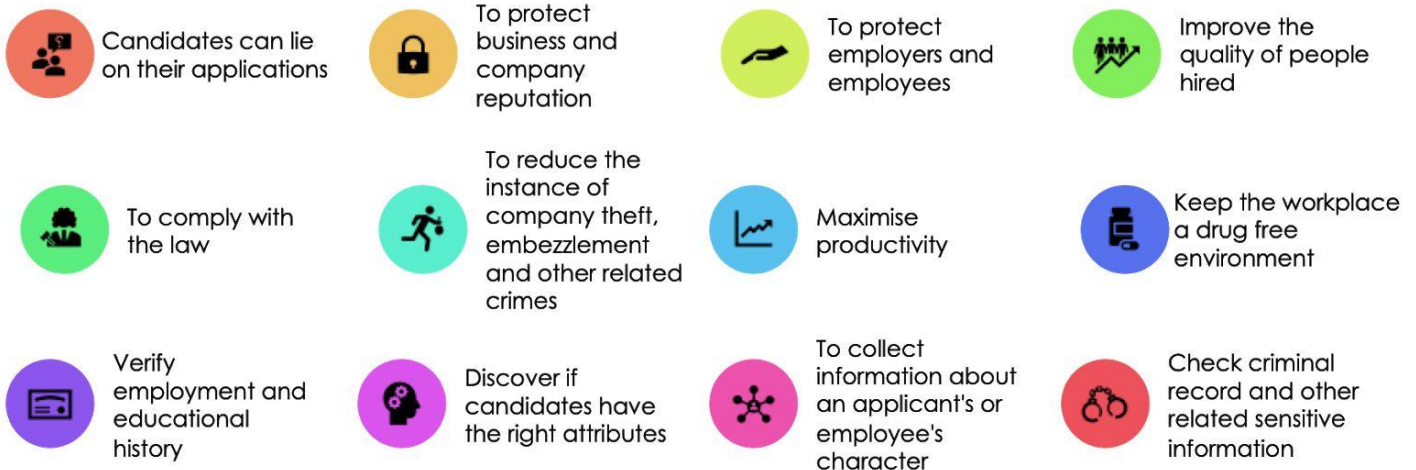 Candidates can lie
on their applications
To protect
business and
company
reputation
To protect
employers and
employees
Improve the
quality of people
hired
To comply with
the law
To reduce the
instance of
company theft,
embezzlement
and other related
crimes
Maximise
productivity
Keep the workplace
a drug free
environment
Verify
employment and
educational
history
Discover if
candidates have
the right attributes
To collect
information about
an applicant's or
employee's
character
Check criminal
record and other
related sensitive
information